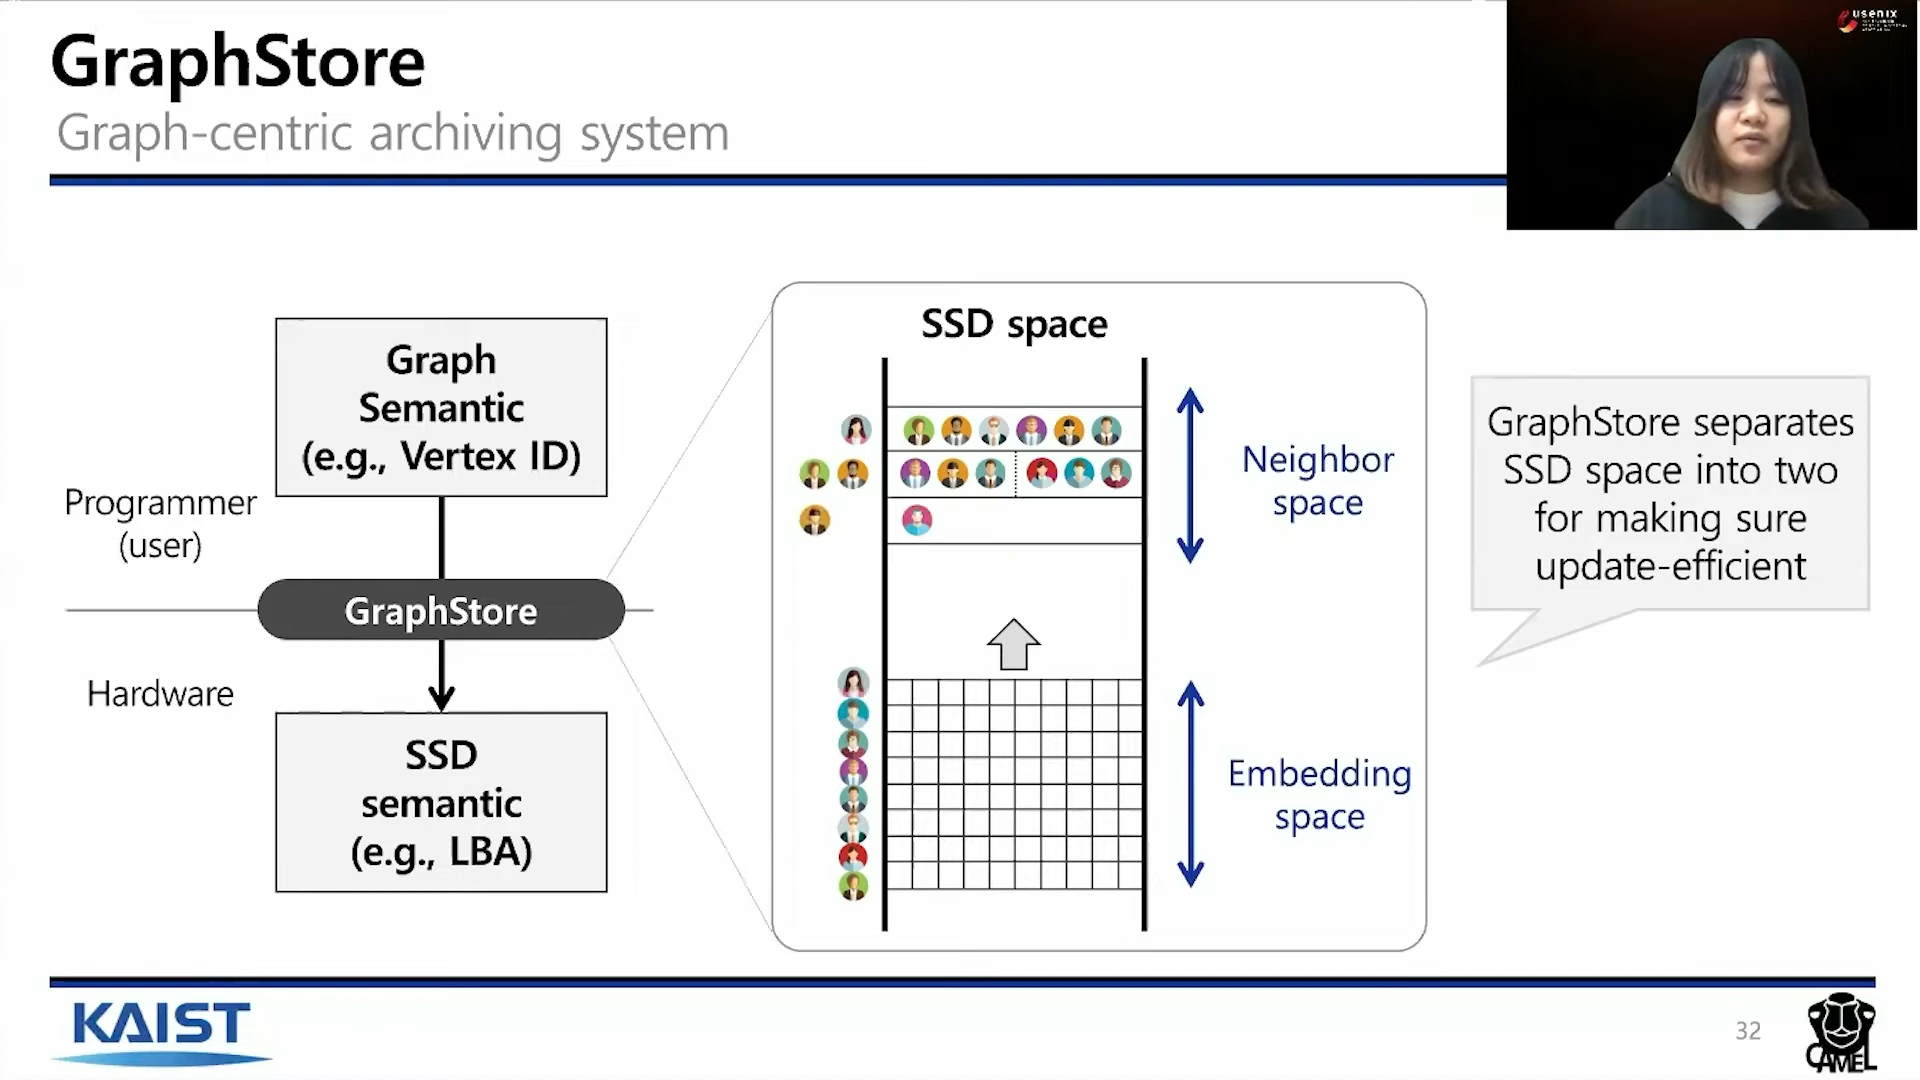 GraphStore
Graph-centric archiving system
usenix
Graph
Semantic
(e.g., Vertex ID)
Programmer
(user)
GraphStore
Hardware
SSD
semantic
(e.g., LBA)
SSD space
Neighbor
space
Embedding
space
GraphStore separates
SSD space into two
for making sure
update-efficient
KAIST
32
CAMEL